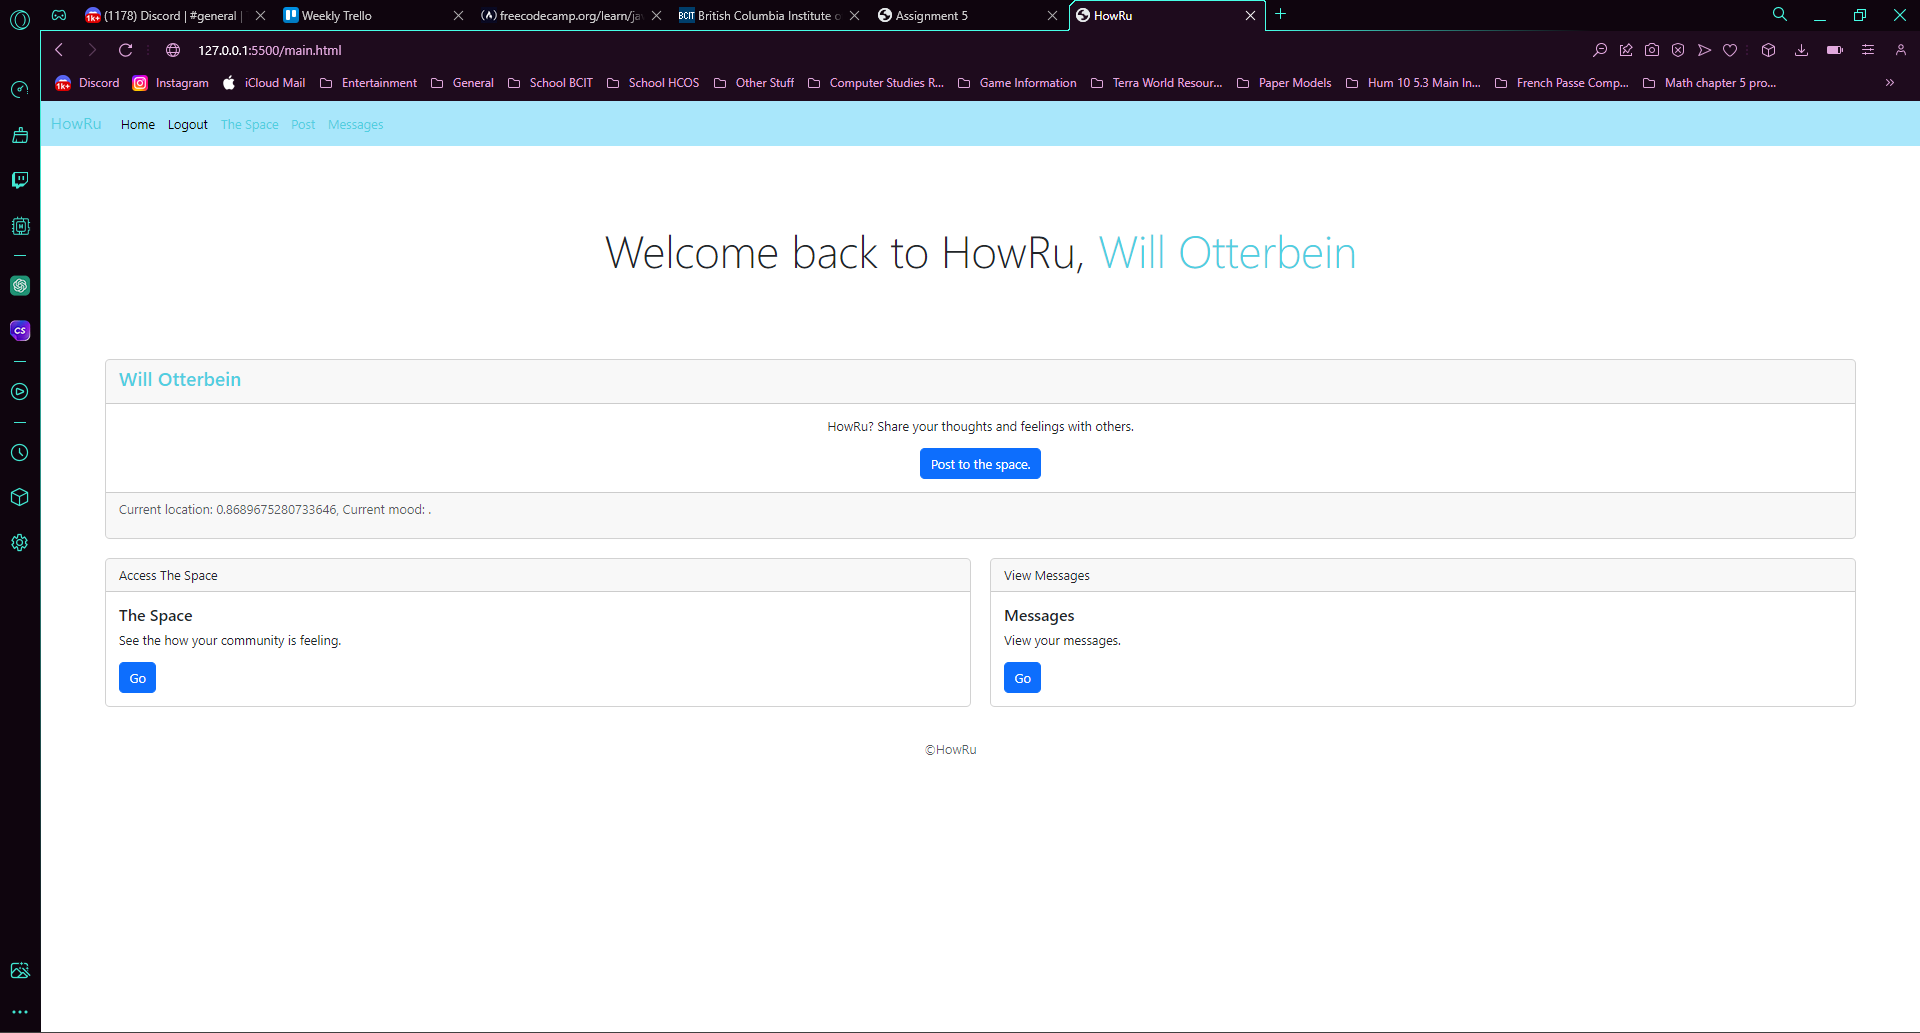 (1178) Discord | #general |
Weekly Trello
freecodecamp.org/learn/ja
BCIT British Columbia Institute o
Assignment 5
HowRu
127.0.0.1:5500/main.html
1k+ Discord
Instagram
iCloud Mail
Entertainment
General
School BCIT
School HCOS
Other Stuff
Computer Studies R...
Game Information
Terra World Resour...
Paper Models
Hum 10 5.3 Main In...
French Passe Comp...
Math chapter 5 pro...
CS
HowRu Home Logout The Space Post Messages
Welcome back to HowRu, Will Otterbein
Will Otterbein
HowRu? Share your thoughts and feelings with others.
Post to the space.
Current location: 0.8689675280733646, Current mood: .
Access The Space
The Space
See the how your community is feeling.
Go
View Messages
Messages
View your messages.
Go
©HowRu